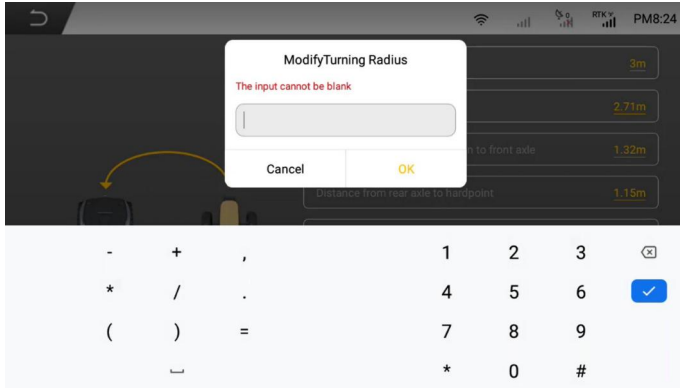 RTK
PM8:24
ModifyTurning Radius
The input cannot be blank
Cancel
OK
3m
2.71m
n to front axle
1.32m
Distance from rear axle to hardpoint
1.15m
- + , 1 2 3
* / . 4 5 6
( ) = 7 8 9
* 0 #